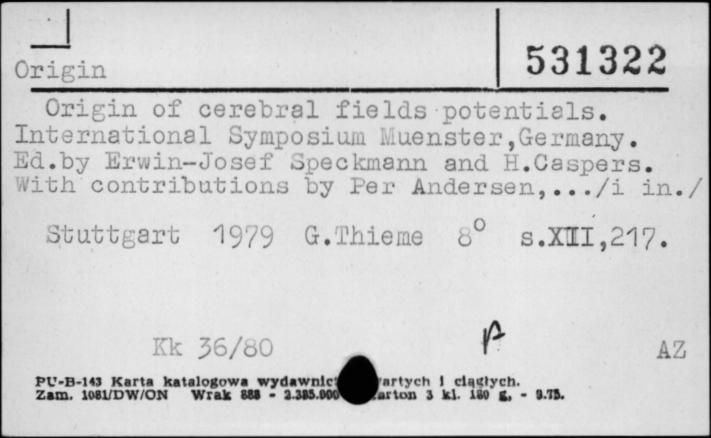 531322
Origin
Origin of cerebral fields potentials.
International Symposium Muenster,Germany.
Ed.by Erwin-Josef Speckmann and H.Caspers.
With contributions by Per Andersen,.../i in./
Stuttgart 1979 G.Thieme 8° s.XIII,217.
Kk 36/80
AZ
PU-B-143 Karta katalogowa wydawnict artych i ciągłych.
Zam. 1081/DW/ON Wrak 888 - 2.385.000 arton 3 kl. 180 g. - 9.75.